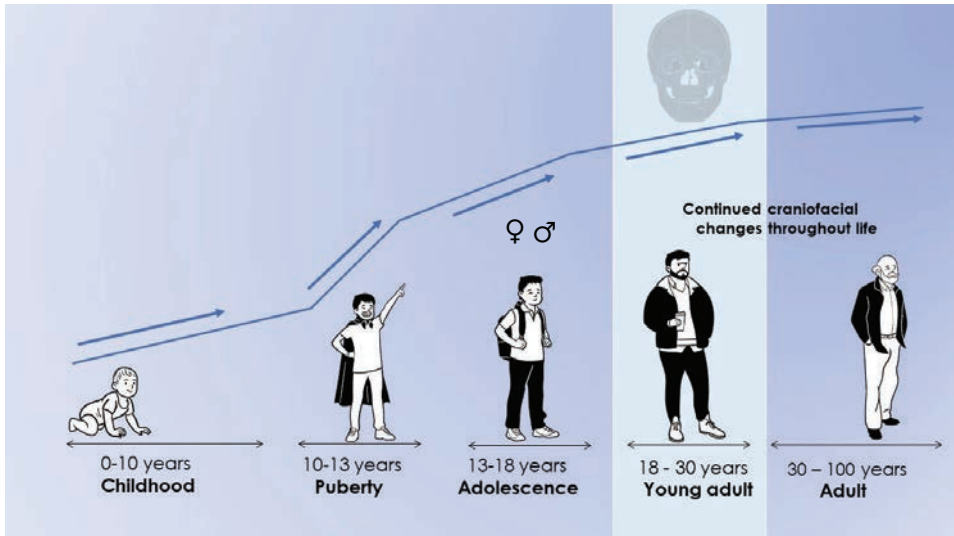 ♀ ♂
Continued craniofacial
changes throughout life
0-10 years
Childhood
10-13 years
Puberty
13-18 years
Adolescence
18 - 30 years
Young adult
30 – 100 years
Adult